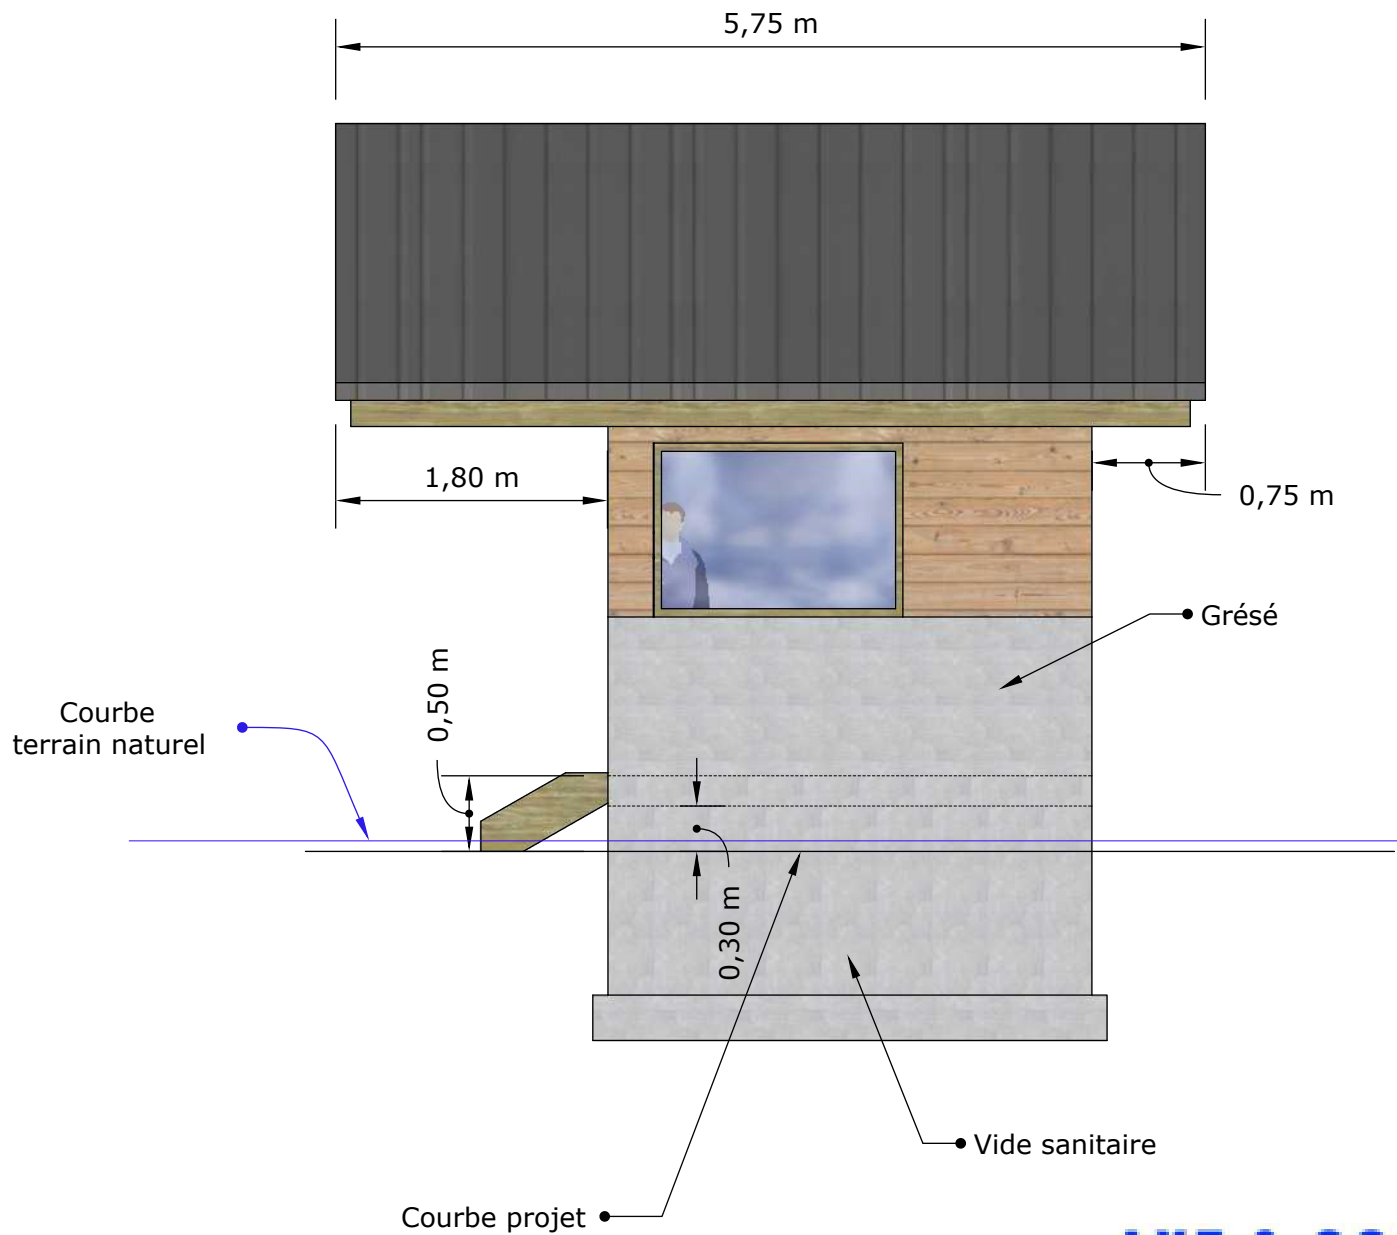 5,75 m
1,80 m
0,75 m
Grésé
0,50 m
Courbe
terrain naturel
0,30 m
Vide sanitaire
Courbe projet